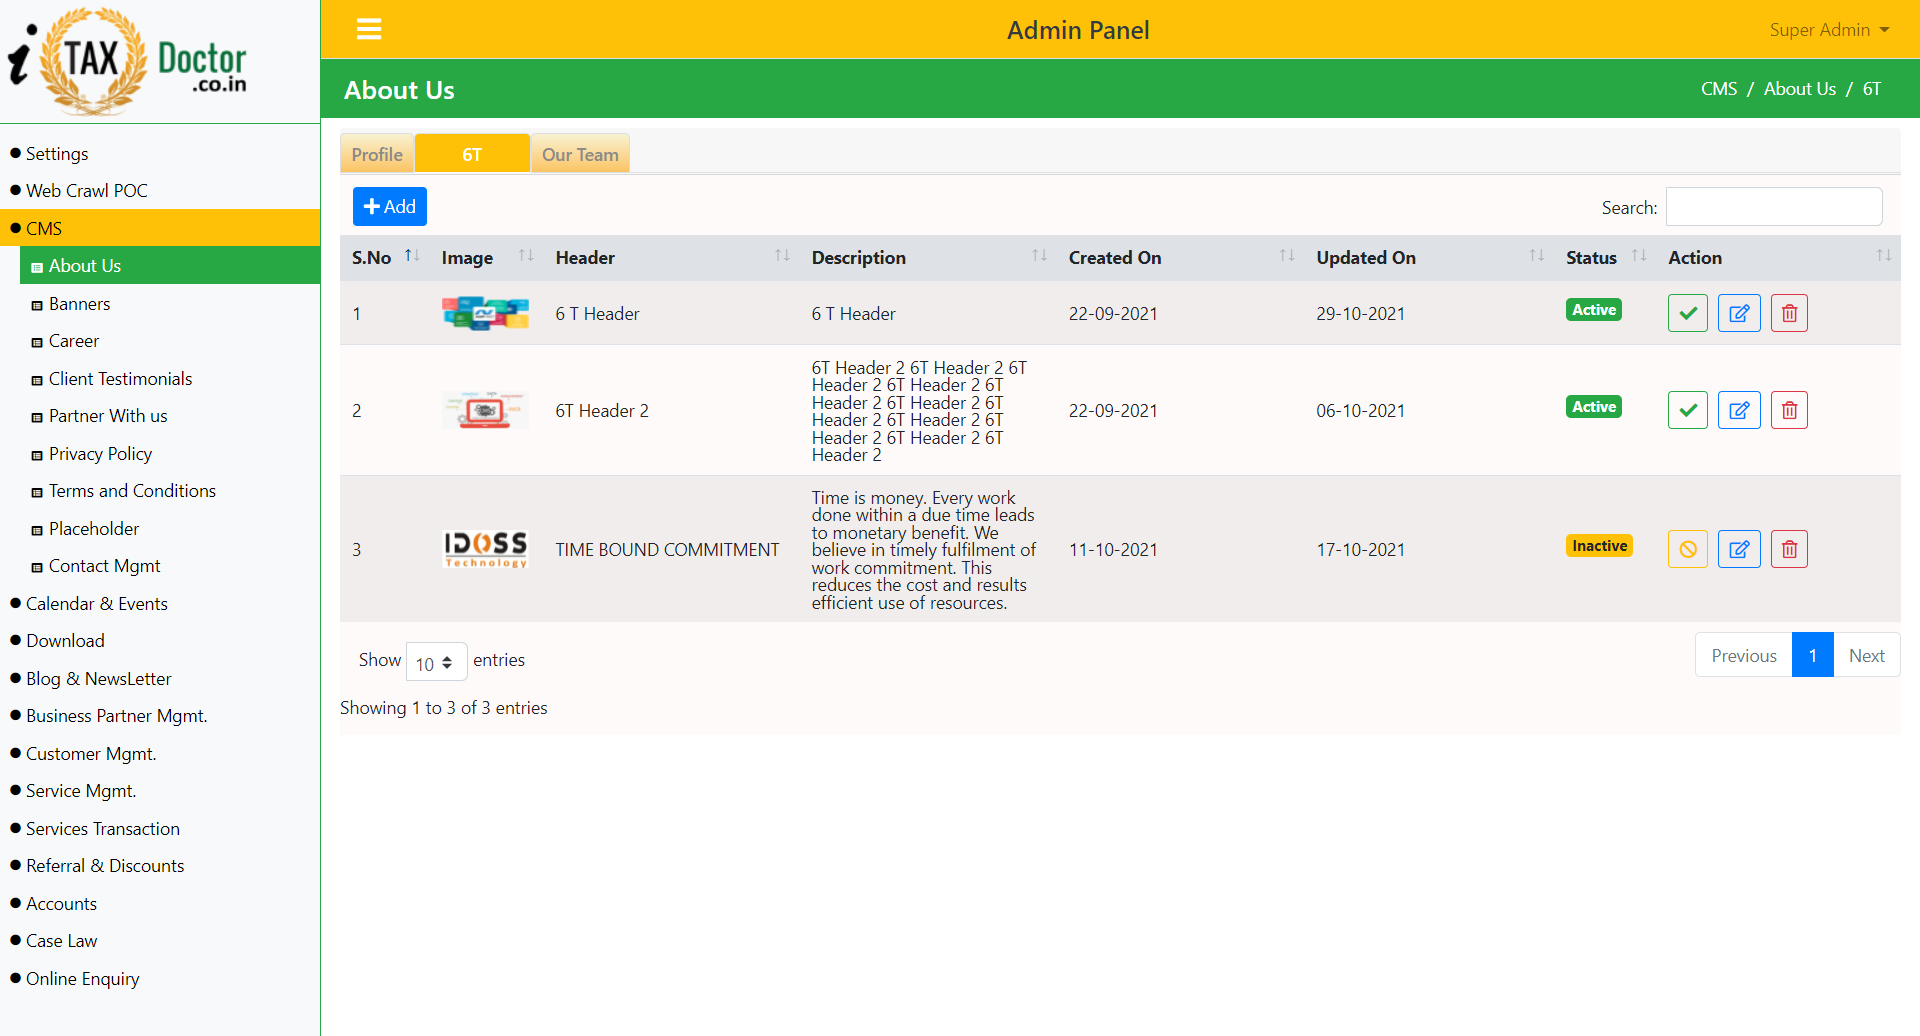 i TAX Doctor
.co.in
Admin Panel
Super Admin
About Us
CMS / About Us / 6T
Settings
Web Crawl POC
CMS
About Us
Banners
Career
Client Testimonials
Partner With us
Privacy Policy
Terms and Conditions
Placeholder
Contact Mgmt
Calendar & Events
Download
Blog & NewsLetter
Business Partner Mgmt.
Customer Mgmt.
Service Mgmt.
Services Transaction
Referral & Discounts
Accounts
Case Law
Online Enquiry
Profile 6T Our Team
Add
Search:
S.No Image Header Description Created On Updated On Status Action
1 6 T Header 6 T Header 22-09-2021 29-10-2021 Active
6T Header 2 6T Header 2 6T
Header 2 6T Header 2 6T
Header 2 6T Header 2 6T
2 6T Header 2 22-09-2021 06-10-2021 Active
Header 2 6T Header 2 6T
Header 2 6T Header 2 6T
Header 2
Time is money. Every work
done within a due time leads
to monetary benefit. We
IDOSS
Technology
3 TIME BOUND COMMITMENT 11-10-2021 17-10-2021 Inactive
believe in timely fulfilment of
work commitment. This
reduces the cost and results
efficient use of resources.
Show 10 entries
Previous 1 Next
Showing 1 to 3 of 3 entries